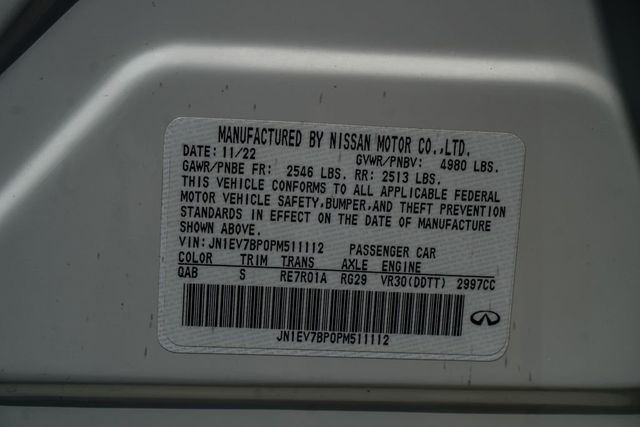 MANUFACTURED BY NISSAN MOTOR CO.,LTD.
DATE: 11/22 GVWR/PNBV: 4980 LBS.
GAWR/PNBE FR: 2546 LBS. RR: 2513 LBS.
THIS VEHICLE CONFORMS TO ALL APPLICABLE FEDERAL
MOTOR VEHICLE SAFETY,BUMPER,AND THEFT PREVENTION
STANDARDS IN EFFECT ON THE DATE OF MANUFACTURE
SHOWN ABOVE.
VIN: JN1EV7BP0PM511112 PASSENGER CAR
COLOR TRIM TRANS AXLE ENGINE
QAB S RE7R01A RG29 VR30(DDTT) 2997CC
JN1EV7BP0PM511112